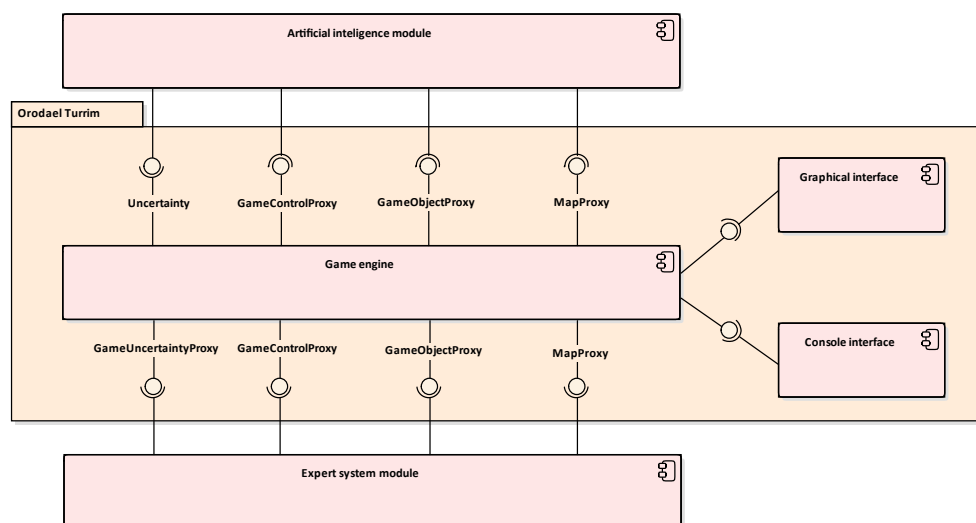 Artificial inteligence module
Orodael Turrim
Graphical interface
Uncertainty
GameControlProxy
GameObjectProxy
MapProxy
Game engine
Console interface
GameUncertaintyProxy
GameControlProxy
GameObjectProxy
MapProxy
Expert system module